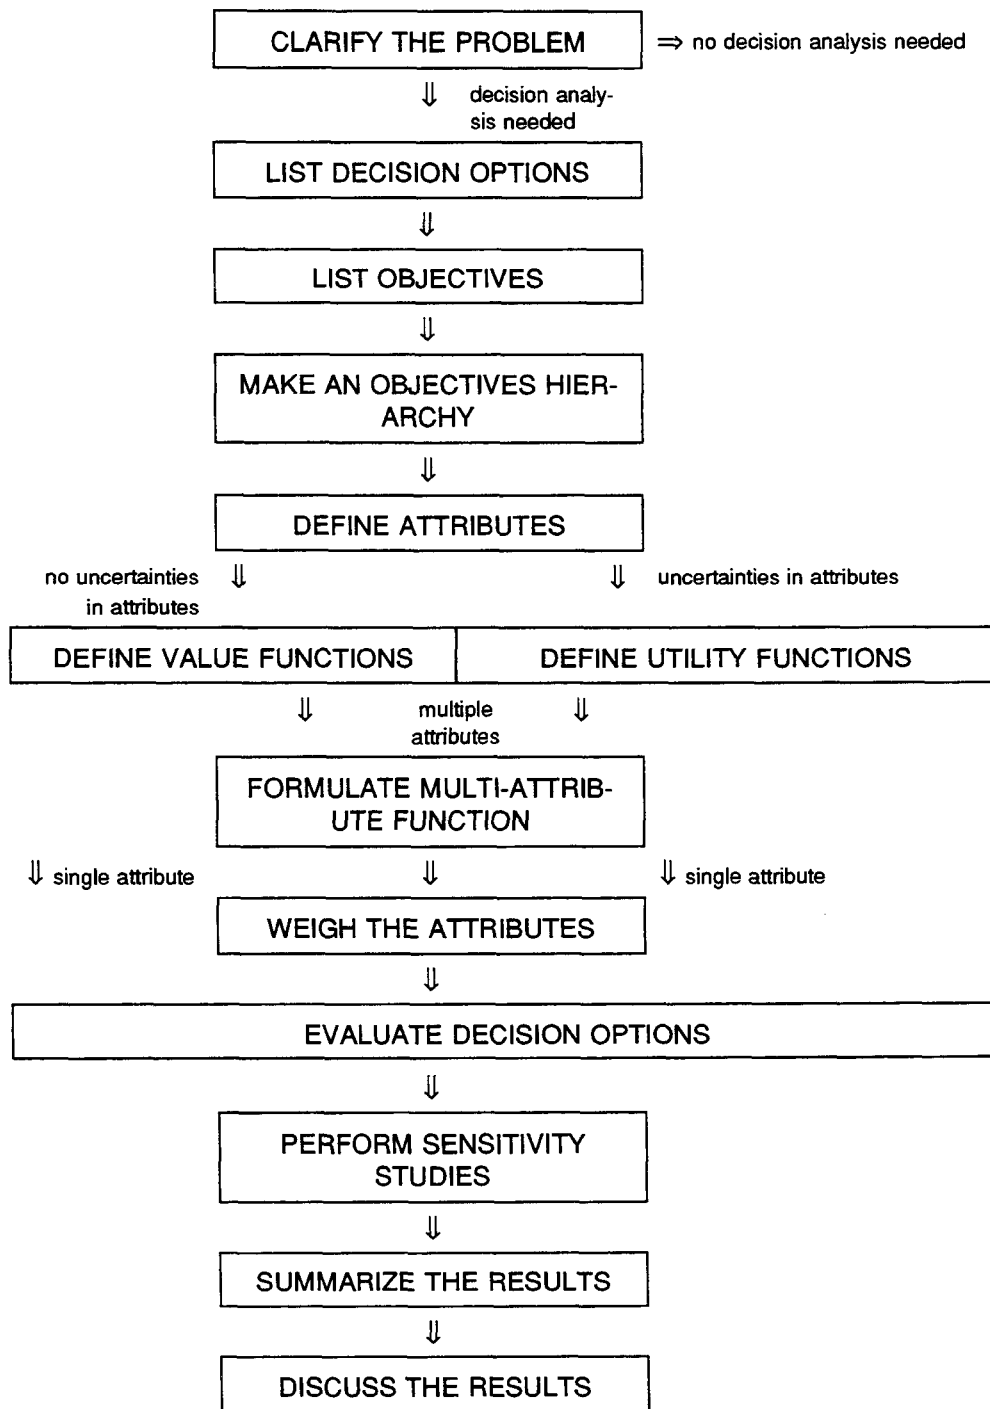 CLARIFY THE PROBLEM
⇒ no decision analysis needed
⇓ decision analy-
sis needed
LIST DECISION OPTIONS
⇓
LIST OBJECTIVES
⇓
MAKE AN OBJECTIVES HIER-
ARCHY
⇓
DEFINE ATTRIBUTES
no uncertainties ⇓
in attributes
⇓ uncertainties in attributes
DEFINE VALUE FUNCTIONS
DEFINE UTILITY FUNCTIONS
⇓ multiple ⇓
attributes
FORMULATE MULTI-ATTRIB-
UTE FUNCTION
⇓ single attribute
⇓
⇓ single attribute
WEIGH THE ATTRIBUTES
⇓
EVALUATE DECISION OPTIONS
⇓
PERFORM SENSITIVITY
STUDIES
⇓
SUMMARIZE THE RESULTS
⇓
DISCUSS THE RESULTS